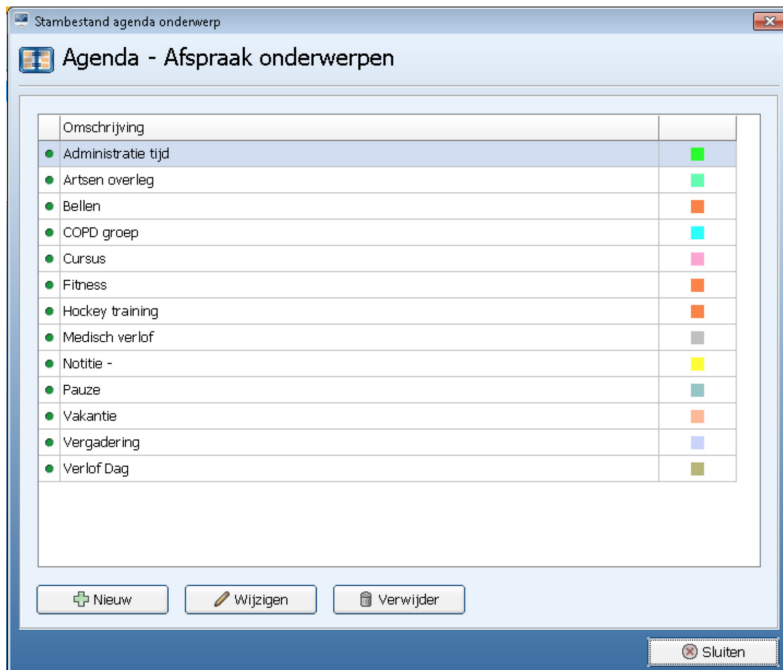 Stambestand agenda onderwerp
Agenda - Afspraak onderwerpen
Omschrijving
Administratie tijd
Artsen overleg
Bellen
COPD groep
Cursus
Fitness
Hockey training
Medisch verlof
Notitie -
Pauze
Vakantie
Vergadering
Verlof Dag
Nieuw Wijzigen Verwijder
Sluiten